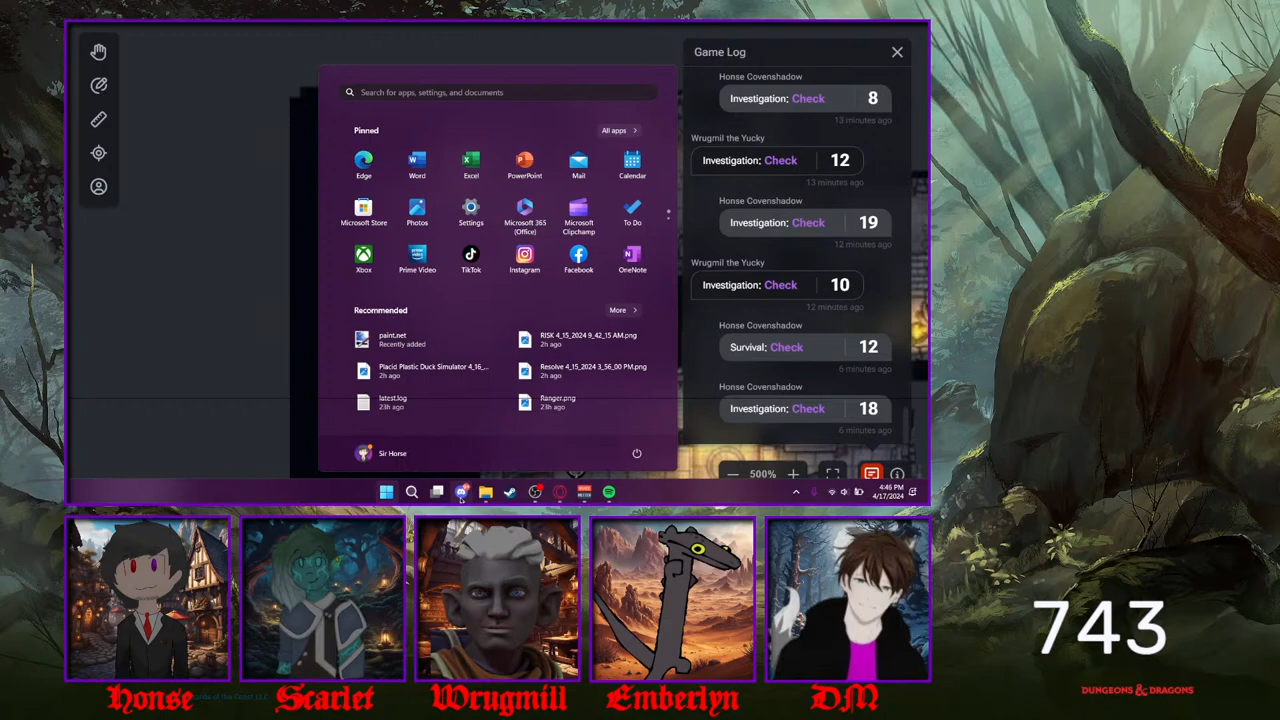 Search for apps, settings, and documents
Pinned
All apps
Edge
Word
Excel
PowerPoint
Mail
Calendar
Microsoft Store
Photos
Settings
Microsoft 365
(Office)
Microsoft
Clipchamp
To Do
Xbox
Prime Video
TikTok
Instagram
Facebook
OneNote
Recommended
More
paint.net
Recently added
RISK 4_15_2024 9_42_15 AM.png
2h ago
Placid Plastic Duck Simulator 4_16_...
2h ago
Resolve 4_15_2024 3_56_00 PM.png
2h ago
latest.log
23h ago
Ranger.png
23h ago
Sir Horse
Game Log
Honse Covenshadow
Investigation: Check 8
13 minutes ago
Wrugmil the Yucky
Investigation: Check 12
13 minutes ago
Honse Covenshadow
Investigation: Check 19
12 minutes ago
Wrugmil the Yucky
Investigation: Check 10
12 minutes ago
Honse Covenshadow
Survival: Check 12
6 minutes ago
Honse Covenshadow
Investigation: Check 18
6 minutes ago
500%
4:46 PM
4/17/2024
743
DUNGEONS & DRAGONS
Honse
Scarlet
Wrugmill
Emberlyn
DM